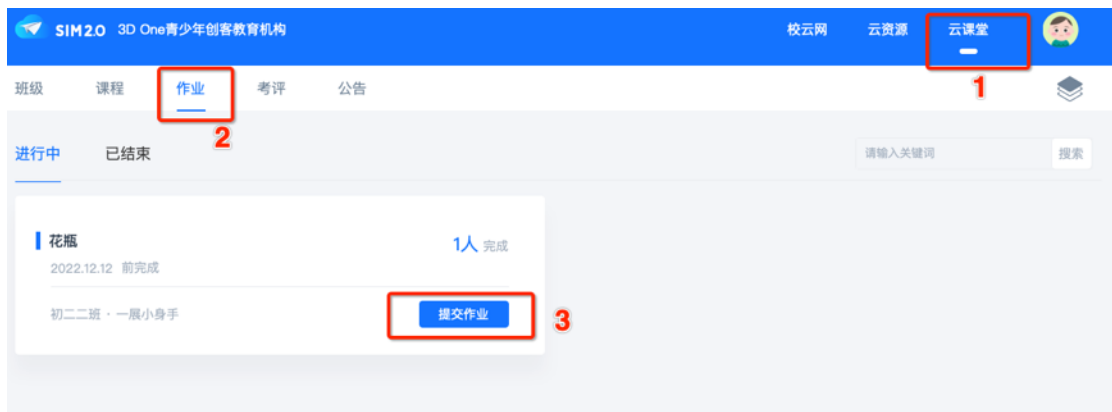 SIM2.0 3D One青少年创客教育机构 校云网 云资源 云课堂
1
班级 课程 作业 考评 公告
2
进行中 已结束 请输入关键词 搜索
花瓶 1人 完成
2022.12.12 前完成
初二二班 · 一展小身手 提交作业 3